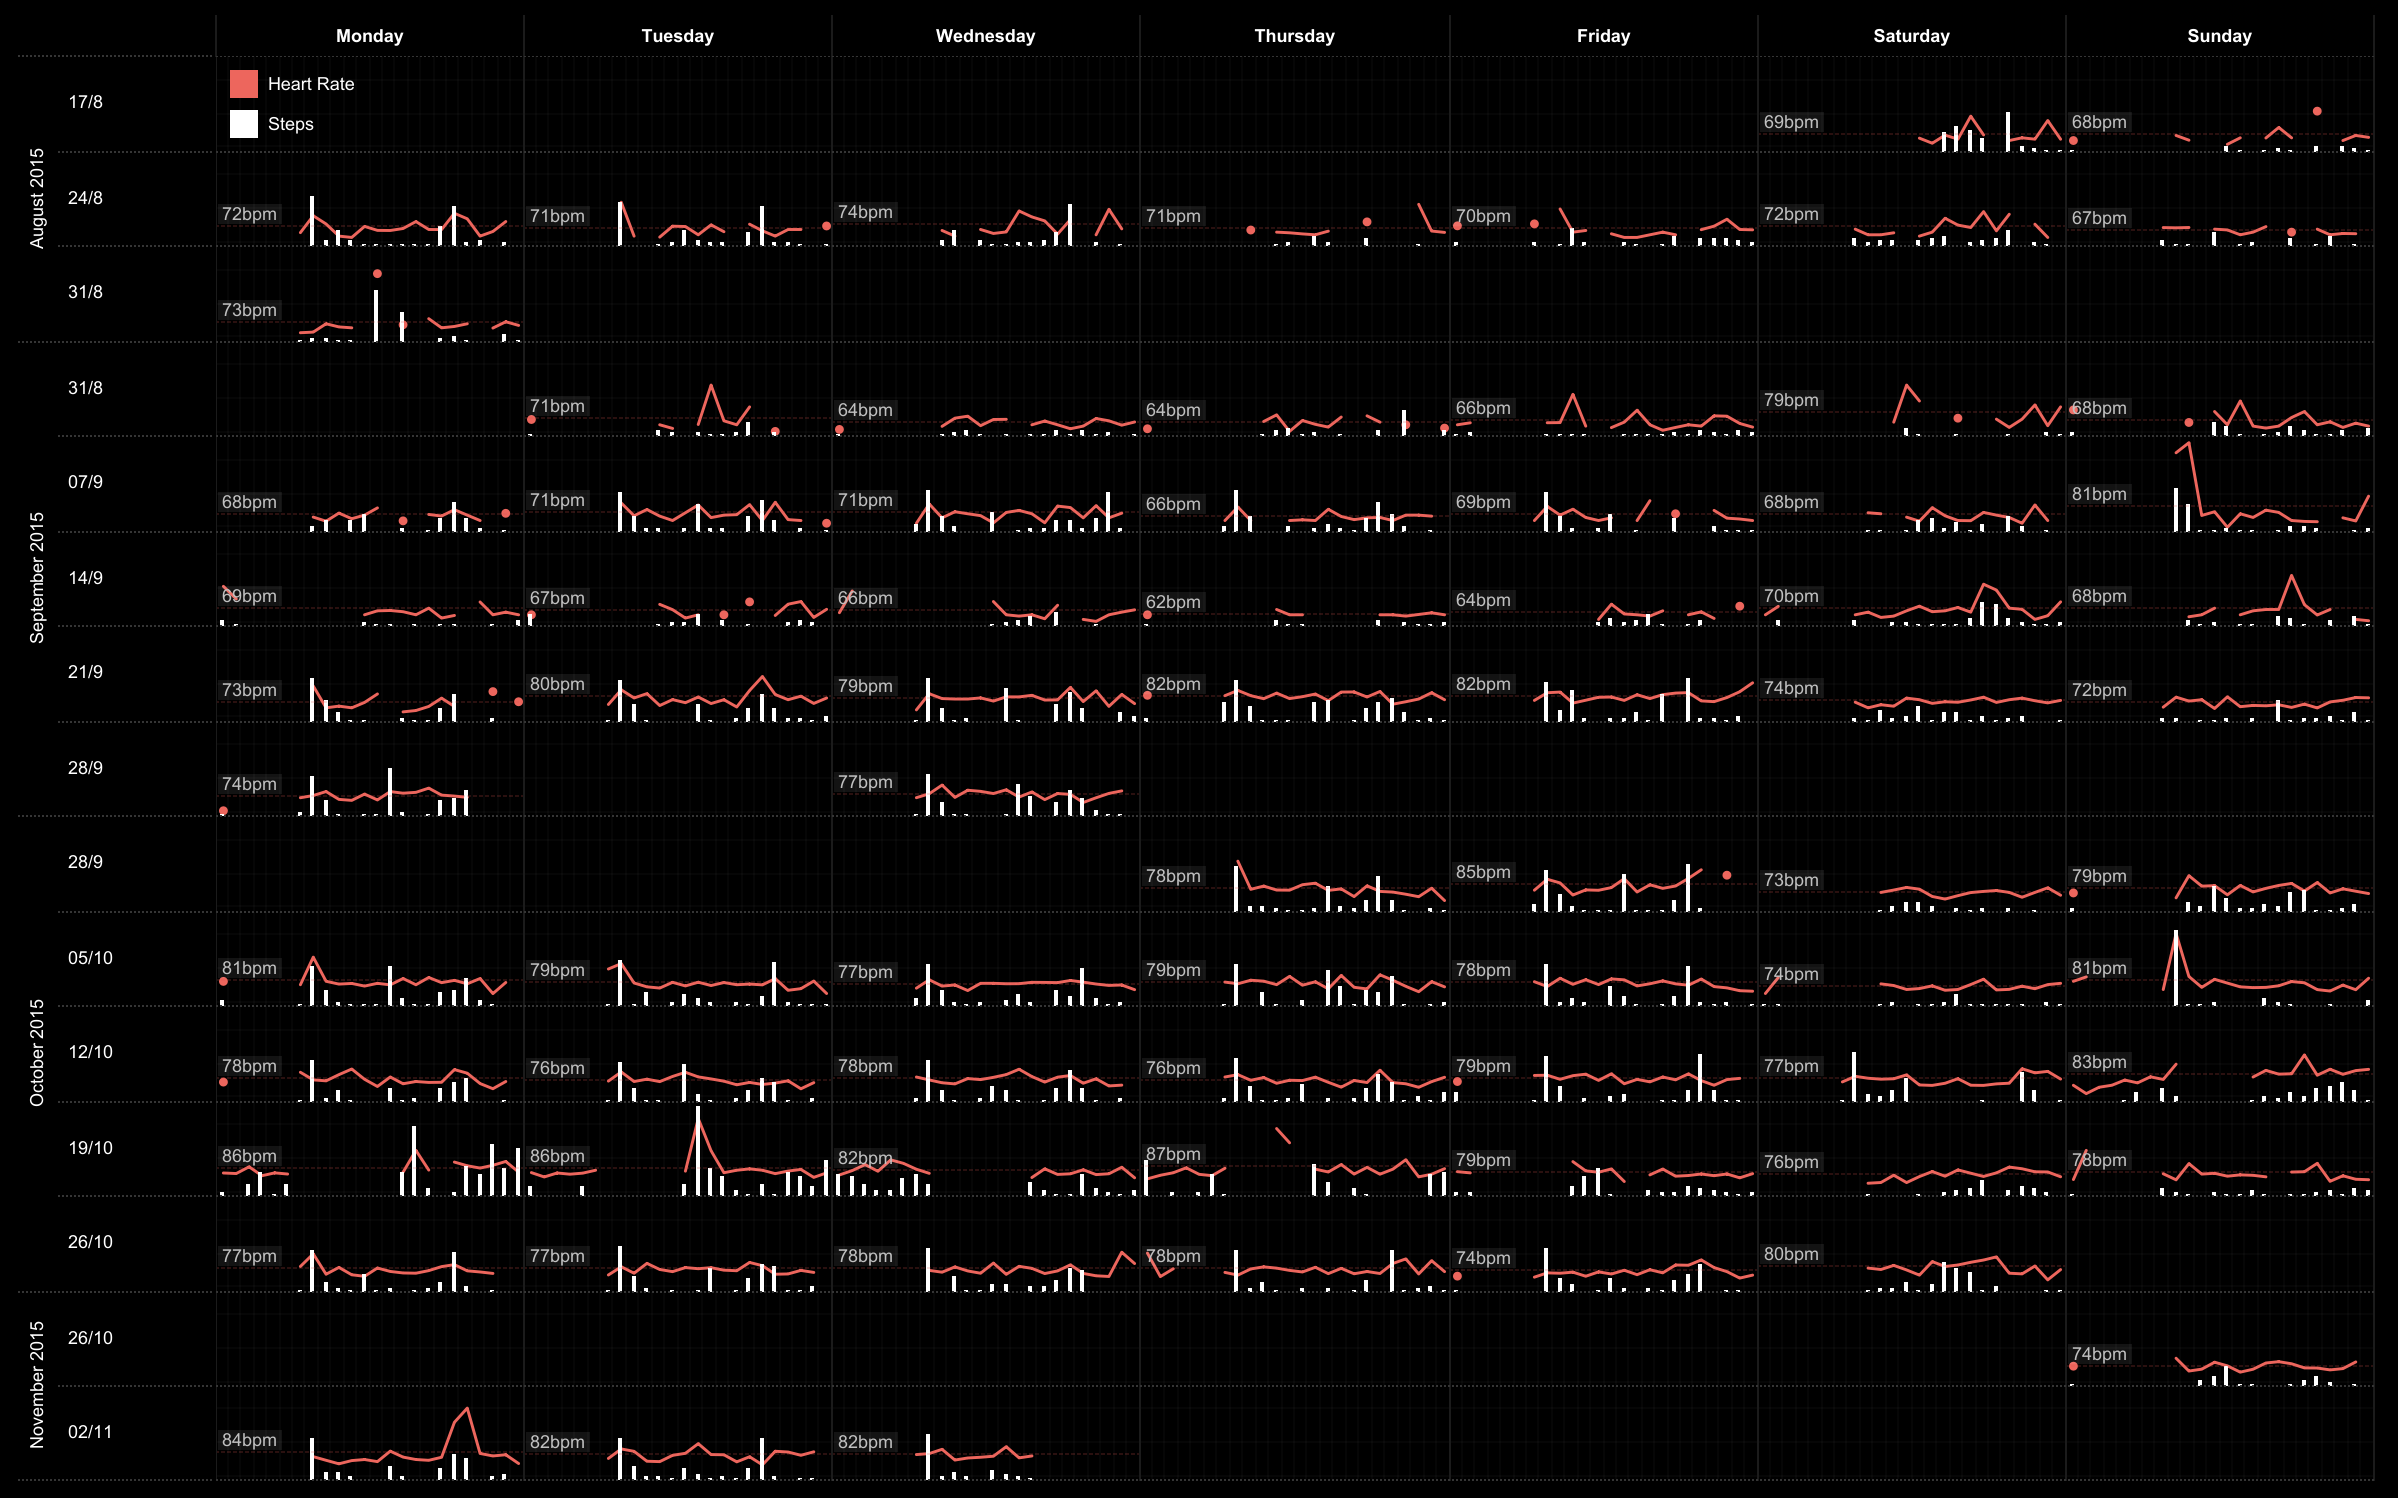 Monday Tuesday Wednesday Thursday Friday Saturday Sunday
Heart Rate
Steps
August 2015
17/8 69bpm 68bpm
24/8 72bpm 71bpm 74bpm 71bpm 70bpm 72bpm 67bpm
31/8 73bpm
September 2015
31/8 71bpm 64bpm 64bpm 66bpm 79bpm 68bpm
07/9 68bpm 71bpm 71bpm 66bpm 69bpm 68bpm 81bpm
14/9 69bpm 67bpm 66bpm 62bpm 64bpm 70bpm 68bpm
21/9 73bpm 80bpm 79bpm 82bpm 82bpm 74bpm 72bpm
28/9 74bpm 77bpm
October 2015
28/9 78bpm 85bpm 73bpm 79bpm
05/10 81bpm 79bpm 77bpm 79bpm 78bpm 74bpm 81bpm
12/10 78bpm 76bpm 78bpm 76bpm 79bpm 77bpm 83bpm
19/10 86bpm 86bpm 82bpm 87bpm 79bpm 76bpm 78bpm
26/10 77bpm 77bpm 78bpm 78bpm 74bpm 80bpm
November 2015
26/10 74bpm
02/11 84bpm 82bpm 82bpm